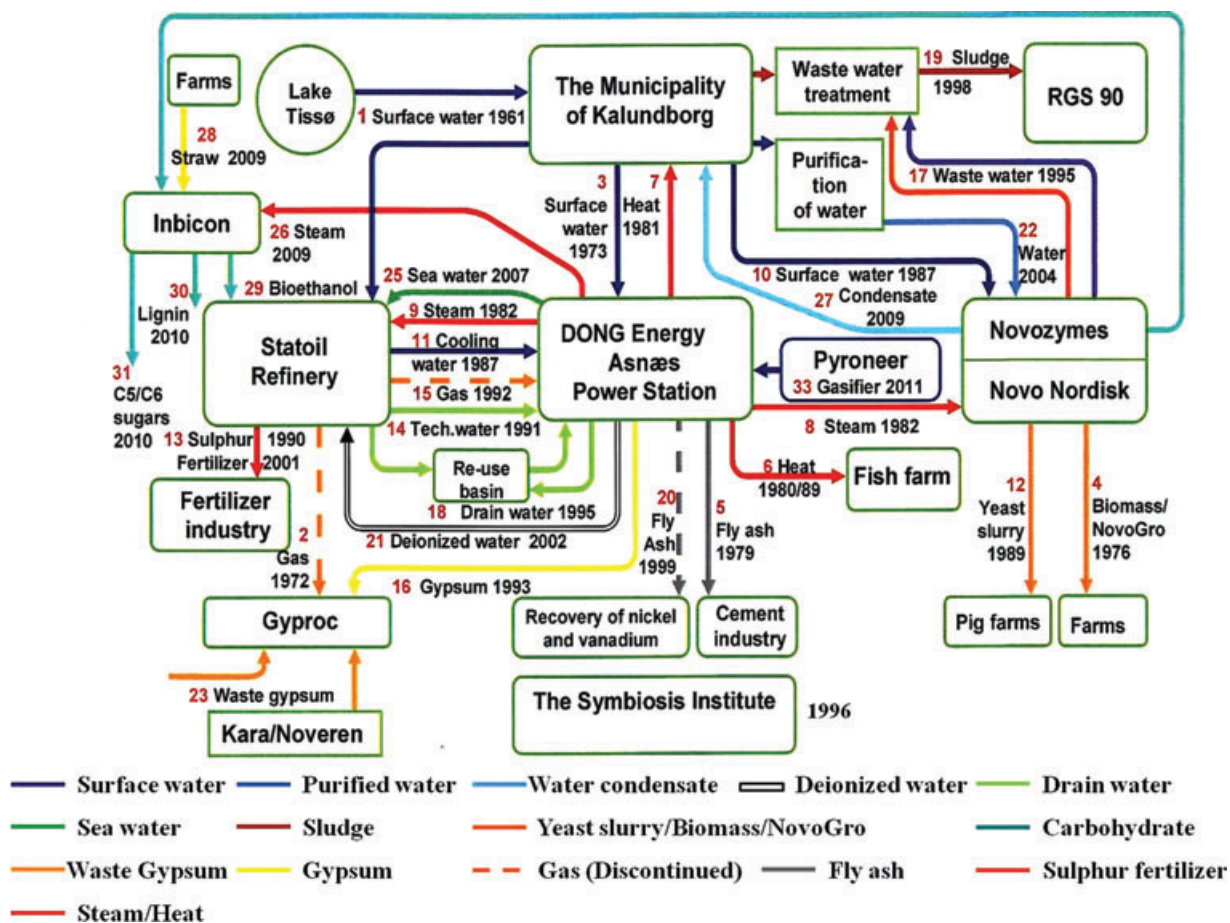 Farms
Lake
Tissø
The Municipality
of Kalundborg
Waste water
treatment
19 Sludge
1998
RGS 90
1 Surface water 1961
28
Straw 2009
Purifica-
tion
of water
17 Waste water 1995
Inbicon
26 Steam
2009
3
Surface
water
1973
7
Heat
1981
22
Water
2004
10 Surface water 1987
27
Condensate
2009
25 Sea water 2007
30
Lignin
2010
29 Bioethanol
9 Steam 1982
Statoil
Refinery
11 Cooling
water
1987
DONG Energy
Asnæs
Power Station
Pyroneer
33 Gasifier 2011
Novozymes
Novo Nordisk
31
C5/C6
sugars
2010
15 Gas 1992
14 Tech.water 1991
8 Steam 1982
13 Sulphur 1990
Fertilizer 2001
Re-use
basin
6 Heat
1980/89
Fish farm
Fertilizer
industry
18 Drain water 1995
21 Deionized water 2002
20
Fly
Ash
1999
5
Fly ash
1979
12
Yeast
slurry
1989
4
Biomass/
NovoGro
1976
2
Gas
1972
16 Gypsum 1993
Gyproc
Recovery of nickel
and vanadium
Cement
industry
Pig farms
Farms
23 Waste gypsum
Kara/Noveren
The Symbiosis Institute
1996
Surface water
Purified water
Water condensate
Deionized water
Drain water
Sea water
Sludge
Yeast slurry/Biomass/NovoGro
Carbohydrate
Waste Gypsum
Gypsum
Gas (Discontinued)
Fly ash
Sulphur fertilizer
Steam/Heat